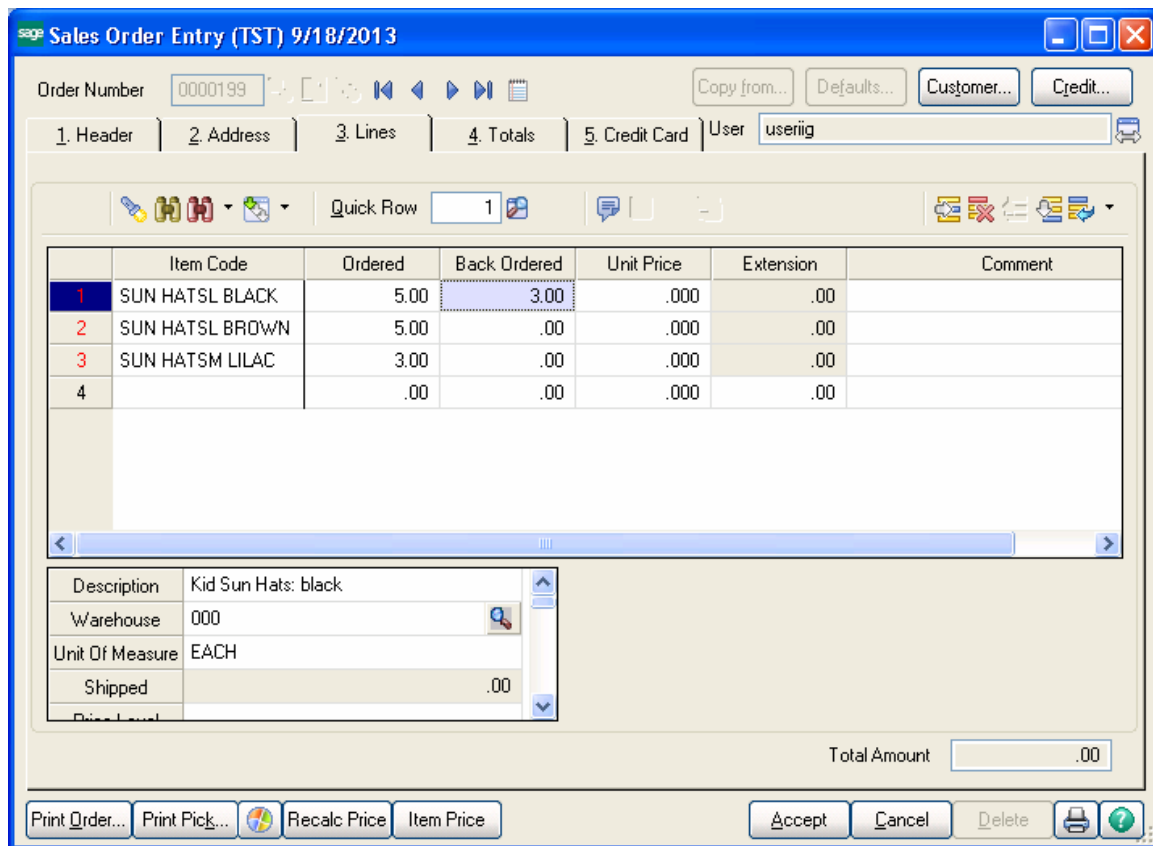 sage Sales Order Entry (TST) 9/18/2013
Order Number 0000199 Copy from... Defaults... Customer... Credit...
1. Header 2. Address 3. Lines 4. Totals 5. Credit Card User useriig
Quick Row 1
Item Code Ordered Back Ordered Unit Price Extension Comment
1 SUN HATSL BLACK 5.00 3.00 .000 .00
2 SUN HATSL BROWN 5.00 .00 .000 .00
3 SUN HATSM LILAC 3.00 .00 .000 .00
4 .00 .00 .000 .00
Description Kid Sun Hats: black
Warehouse 000
Unit Of Measure EACH
Shipped .00
Price Level
Total Amount .00
Print Order... Print Pick... Recalc Price Item Price Accept Cancel Delete